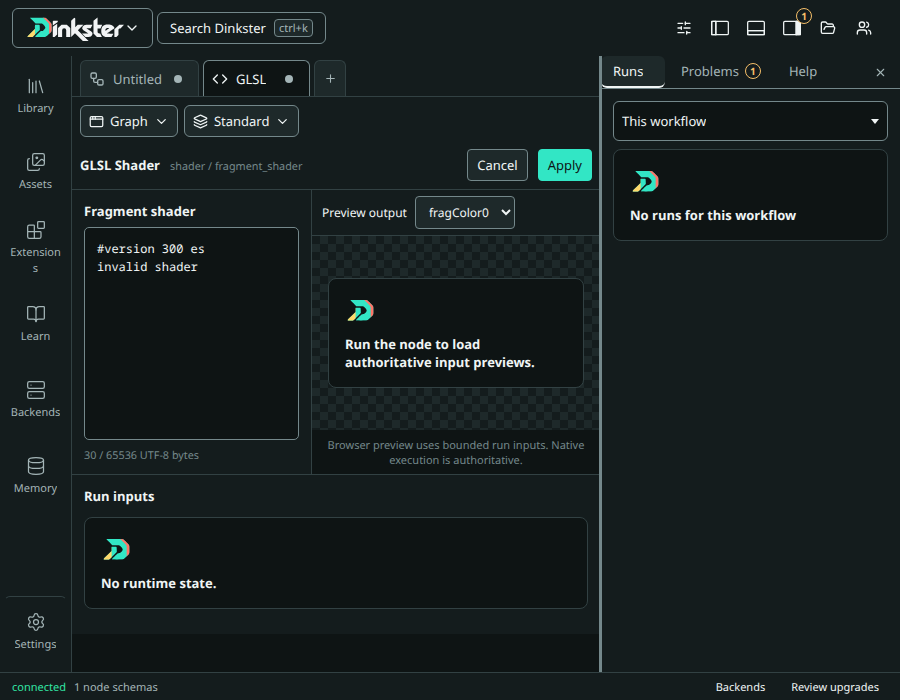 Dinkster
Search Dinkster ctrl+k
1
Library
Assets
Extension
s
Learn
Backends
Memory
Settings
Untitled
GLSL
+
Graph
Standard
GLSL Shader shader / fragment_shader
Cancel
Apply
Fragment shader
#version 300 es
invalid shader
30 / 65536 UTF-8 bytes
Preview output fragColor0
Run the node to load
authoritative input previews.
Browser preview uses bounded run inputs. Native
execution is authoritative.
Run inputs
No runtime state.
Runs
Problems 1
Help
This workflow
No runs for this workflow
connected 1 node schemas
Backends
Review upgrades